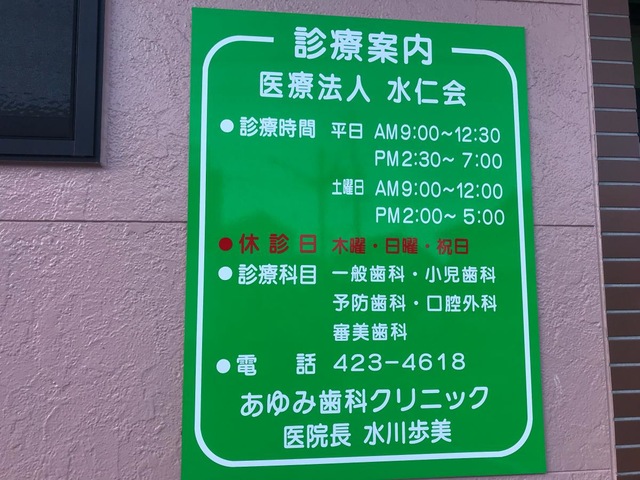 診療案内
医療法人 水仁会
●診療時間 平日 AM9:00~12:30
PM2:30~7:00
土曜日 AM9:00~12:00
PM2:00~5:00
●休診日 木曜・日曜・祝日
●診療科目 一般歯科・小児歯科
予防歯科・口腔外科
審美歯科
●電話 423-4618
あゆみ歯科クリニック
医院長 水川歩美